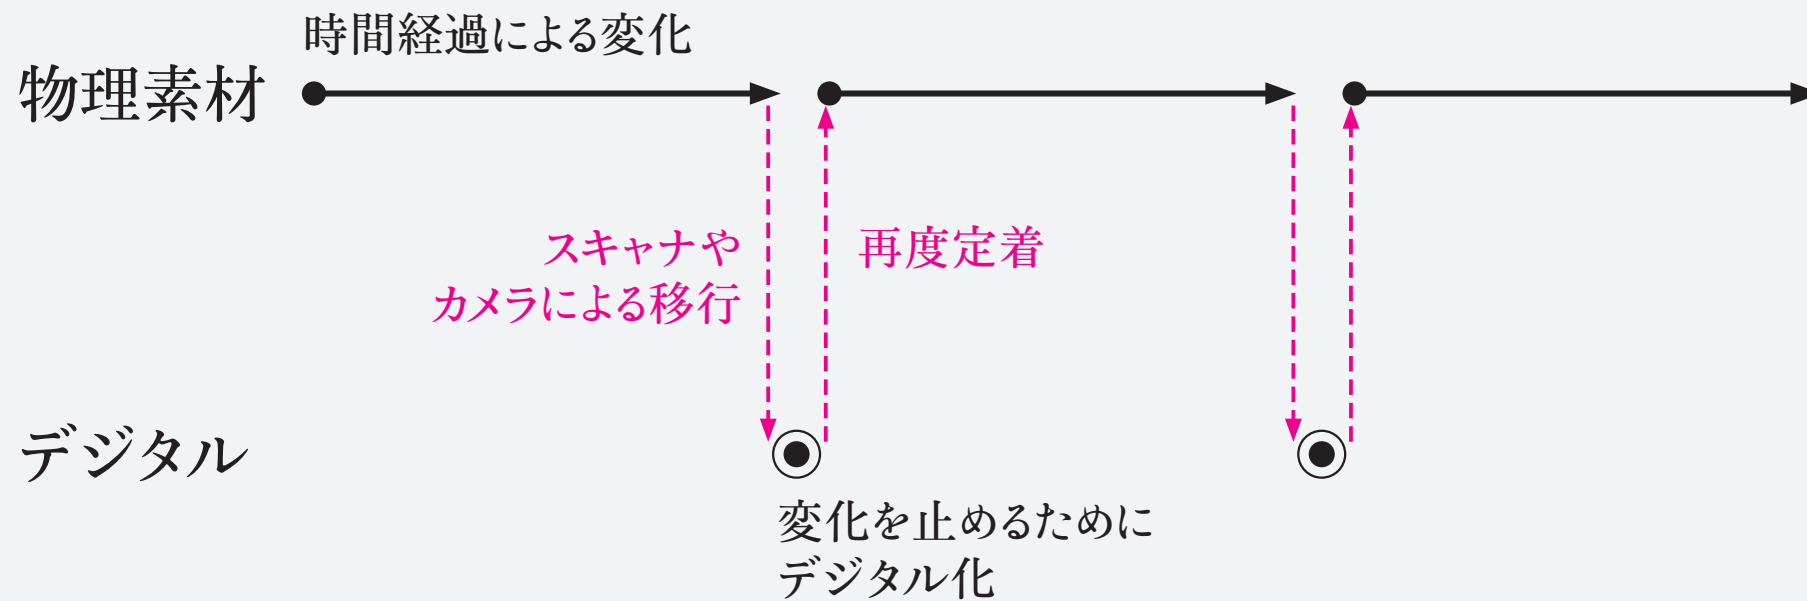 時間経過による変化
物理素材
スキャナや
カメラによる移行
再度定着
デジタル
変化を止めるために
デジタル化